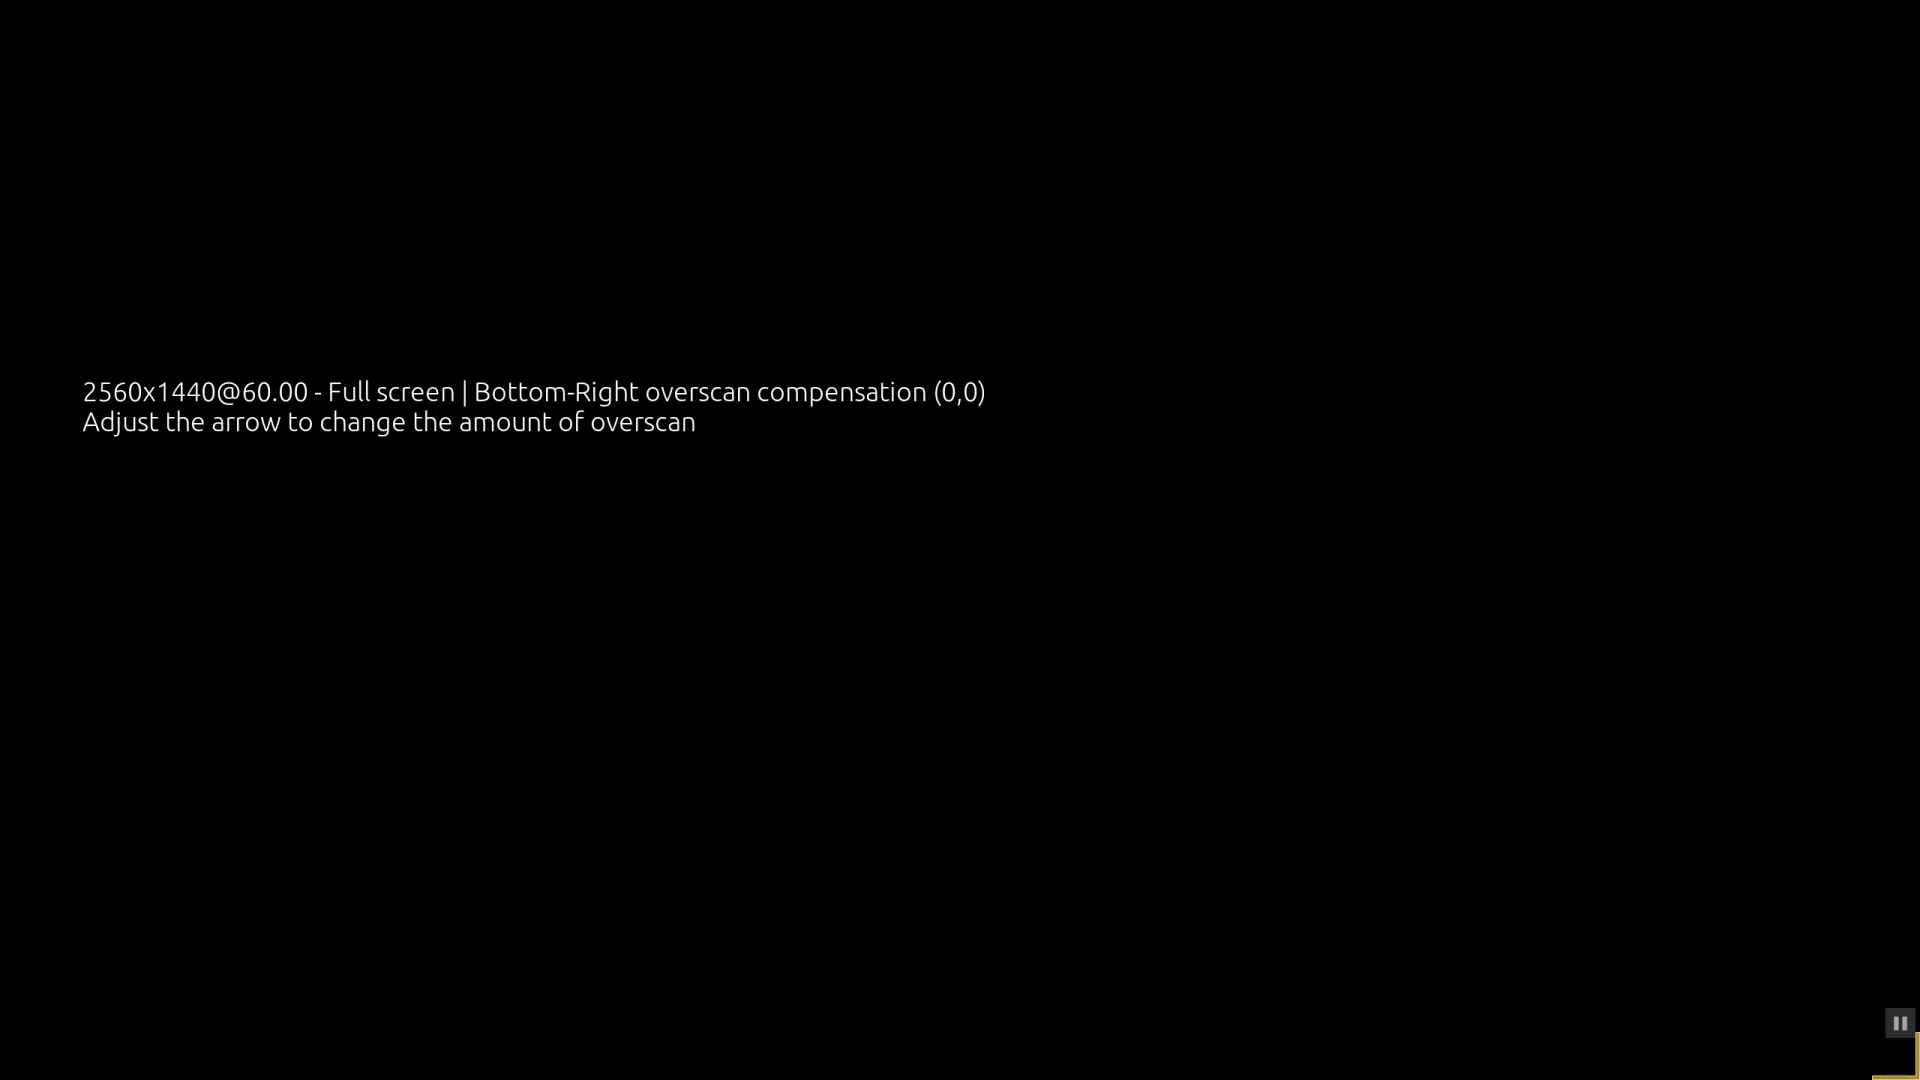 2560x1440@60.00 - Full screen | Bottom-Right overscan compensation (0,0)
Adjust the arrow to change the amount of overscan